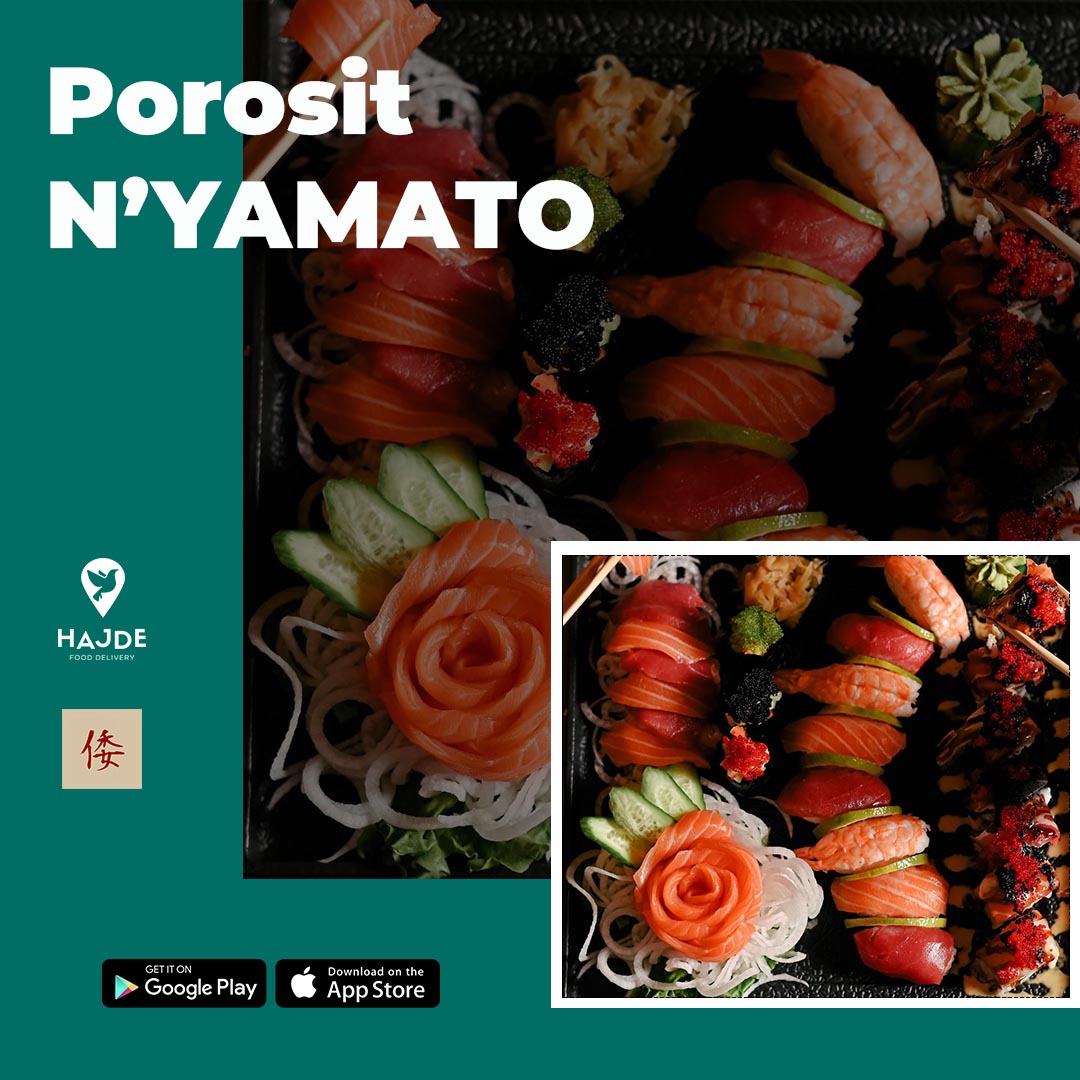 Porosit
N’YAMATO
HAJDE
FOOD DELIVERY
倭
GET IT ON
Google Play
Download on the
App Store